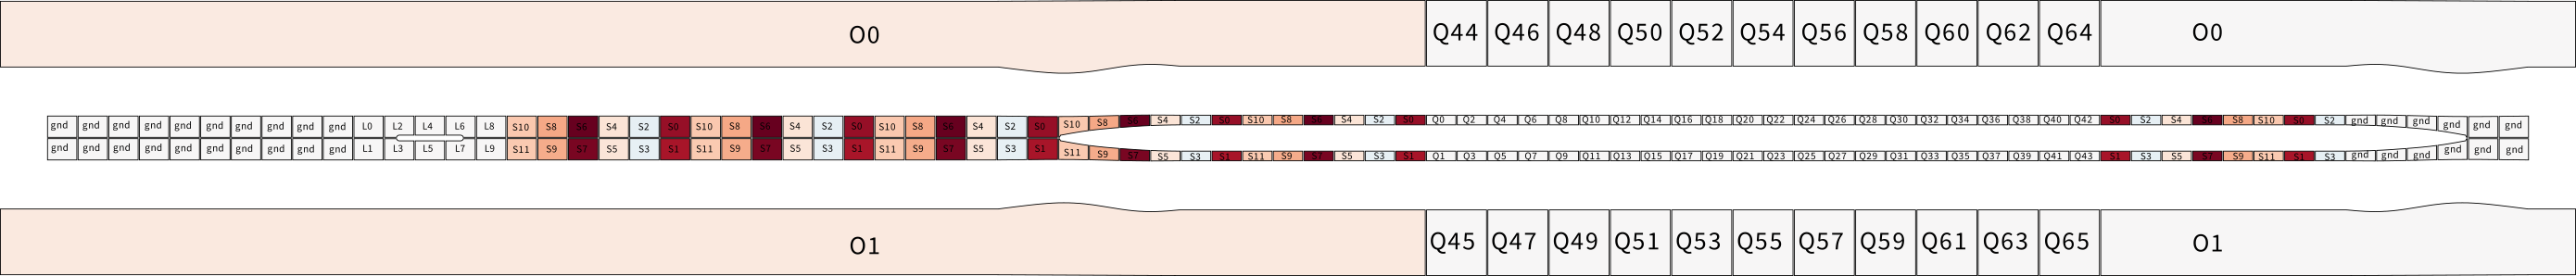 O0 Q44 Q46 Q48 Q50 Q52 Q54 Q56 Q58 Q60 Q62 Q64 O0
gnd gnd gnd gnd gnd gnd gnd gnd gnd gnd L0 L2 L4 L6 L8 S10 S8 S6 S4 S2 S0 S10 S8 S6 S4 S2 S0 S10 S8 S6 S4 S2 S0 S10 S8 S6 S4 S2 S0 S10 S8 S6 S4 S2 S0 Q0 Q2 Q4 Q6 Q8 Q10 Q12 Q14 Q16 Q18 Q20 Q22 Q24 Q26 Q28 Q30 Q32 Q34 Q36 Q38 Q40 Q42 S0 S2 S4 S6 S8 S10 S0 S2 gnd gnd gnd gnd gnd gnd
gnd gnd gnd gnd gnd gnd gnd gnd gnd gnd L1 L3 L5 L7 L9 S11 S9 S7 S5 S3 S1 S11 S9 S7 S5 S3 S1 S11 S9 S7 S5 S3 S1 S11 S9 S7 S5 S3 S1 S11 S9 S7 S5 S3 S1 Q1 Q3 Q5 Q7 Q9 Q11 Q13 Q15 Q17 Q19 Q21 Q23 Q25 Q27 Q29 Q31 Q33 Q35 Q37 Q39 Q41 Q43 S1 S3 S5 S7 S9 S11 S1 S3 gnd gnd gnd gnd gnd gnd
O1 Q45 Q47 Q49 Q51 Q53 Q55 Q57 Q59 Q61 Q63 Q65 O1